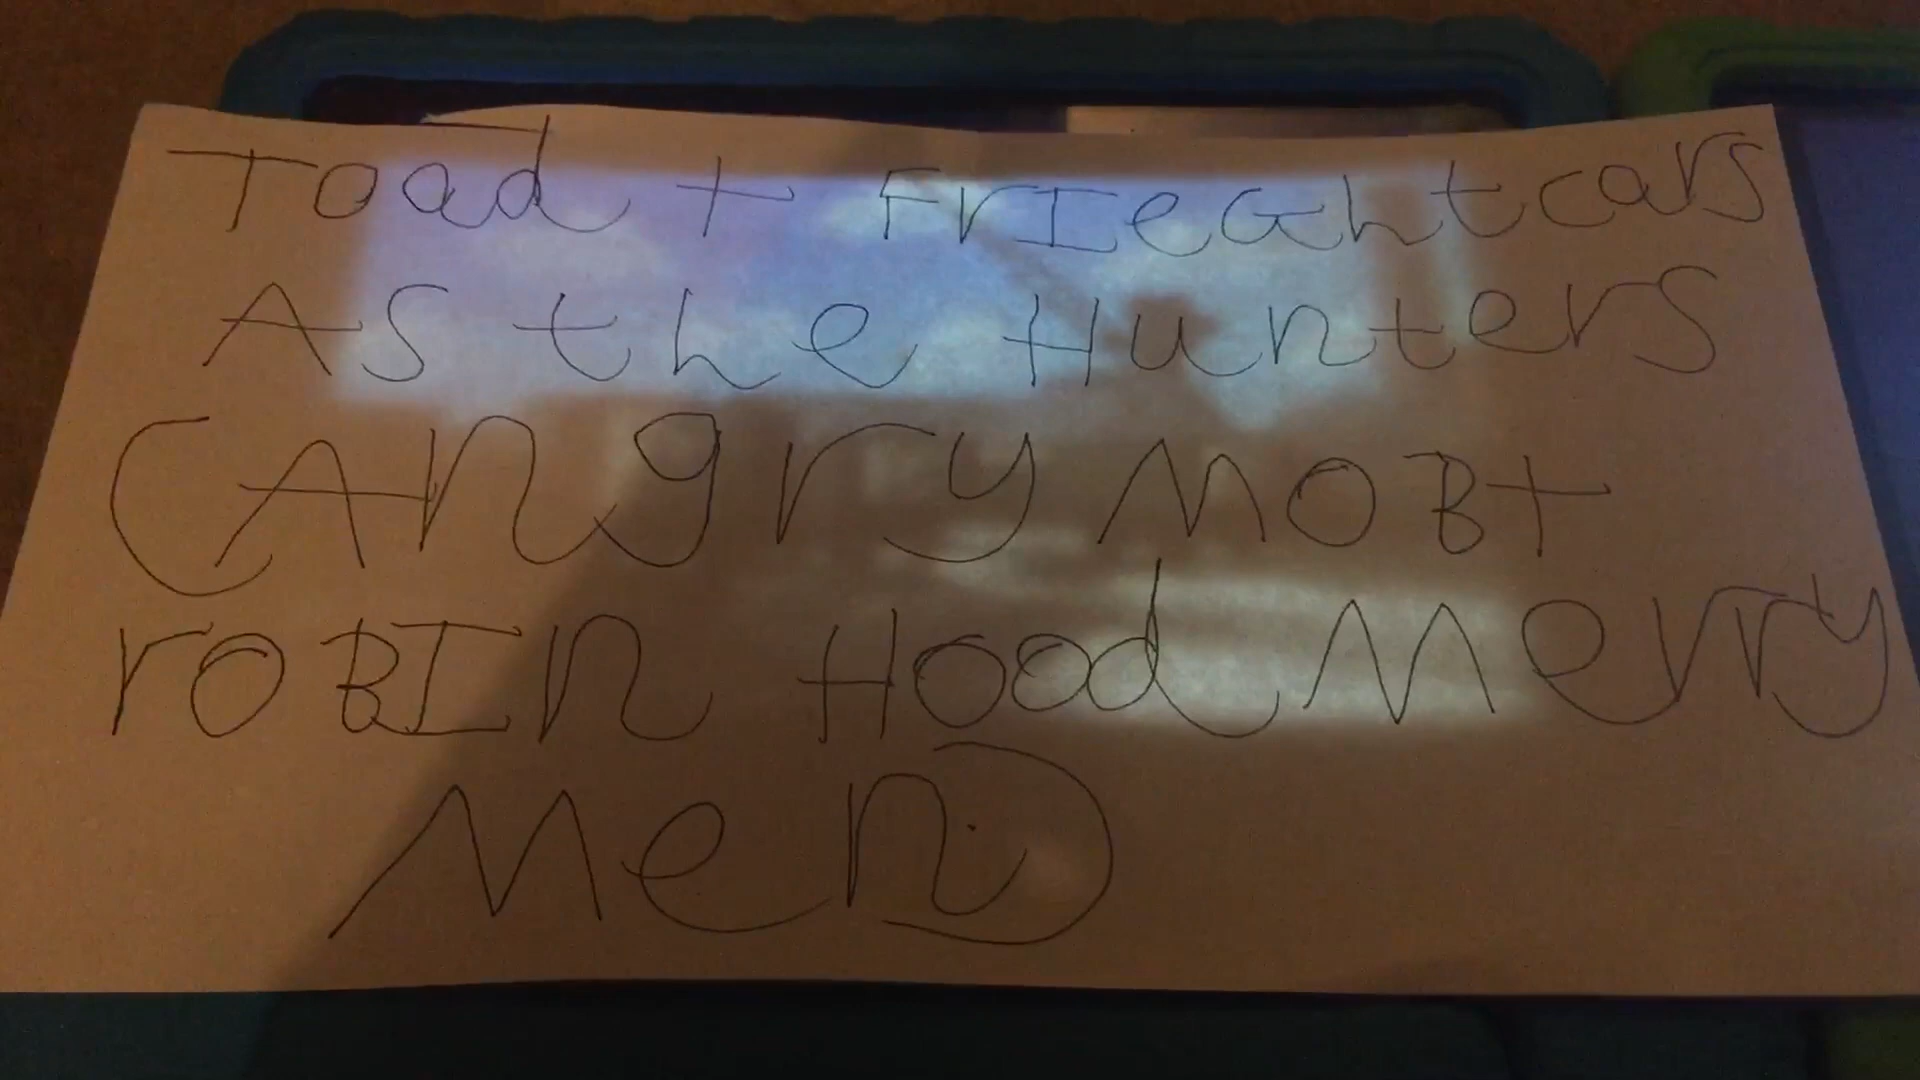 Toad + FrIeGhtcars
As the Hunters
(Angry MOB+
roBIn Hood Merry
Men)